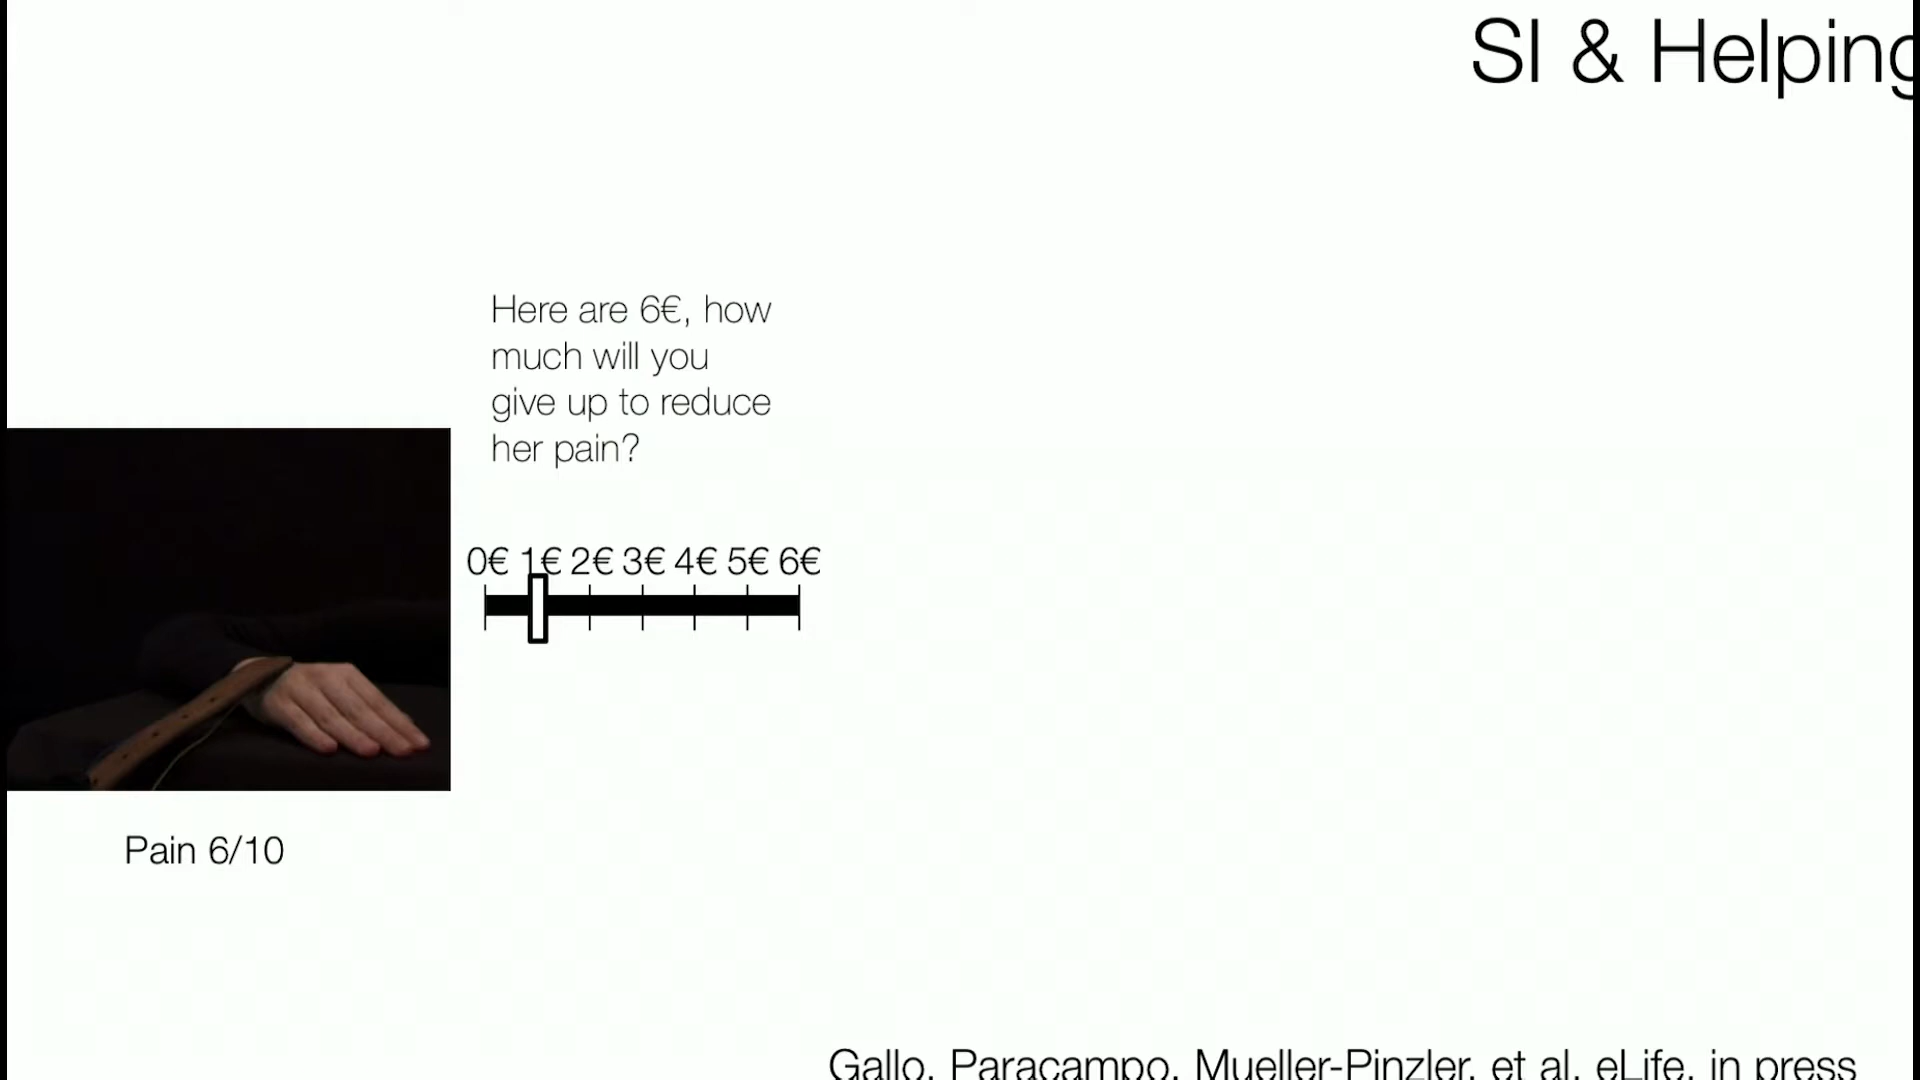 SI & Helping
Here are 6€, how
much will you
give up to reduce
her pain?
0€ 1€ 2€ 3€ 4€ 5€ 6€
Pain 6/10
Gallo, Paracampo, Mueller-Pinzler, et al, eLife, in press